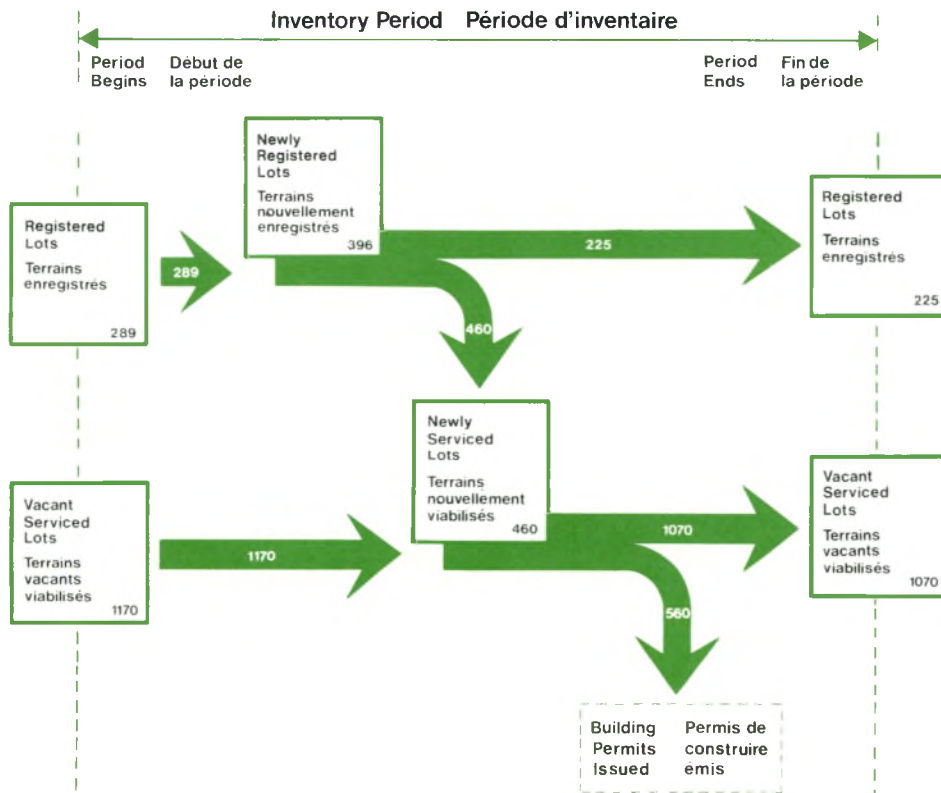 Inventory Period Période d'inventaire
Period
Begins
Début de
la période
Period
Ends
Fin de
la période
Newly
Registered
Lots
Terrains
nouvellement
enregistrés
396
Registered
Lots
Terrains
enregistrés
289
289
225
460
Registered
Lots
Terrains
enregistrés
225
Newly
Serviced
Lots
Terrains
nouvellement
viabilisés
460
Vacant
Serviced
Lots
Terrains
vacants
viabilisés
1170
1170
1070
560
Vacant
Serviced
Lots
Terrains
vacants
viabilisés
1070
Building
Permits
Issued
Permis de
construire
émis